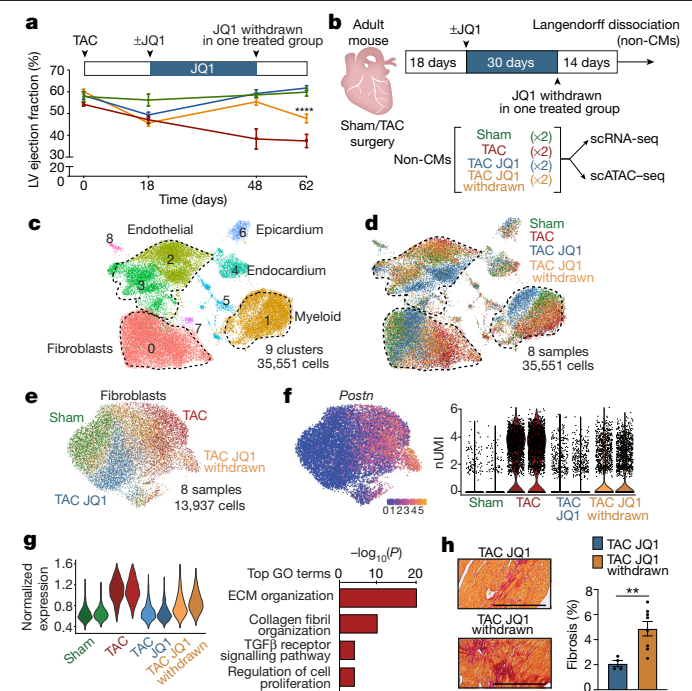 a
TAC
±JQ1
JQ1 withdrawn
in one treated group
JQ1
LV ejection fraction (%)
70
60
50
40
30
20
0
****
0
18
48
62
Time (days)
b
Adult
mouse
Sham/TAC
surgery
±JQ1
Langendorff dissociation
(non-CMs)
18 days
30 days
14 days
JQ1 withdrawn
in one treated group
Non-CMs
Sham (×2)
TAC (×2)
TAC JQ1 (×2)
TAC JQ1
withdrawn (×2)
scRNA-seq
scATAC–seq
c
8
Endothelial
2
3
6
Epicardium
4
Endocardium
5
1
Myeloid
7
Fibroblasts
0
9 clusters
35,551 cells
d
Sham
TAC
TAC JQ1
TAC JQ1
withdrawn
8 samples
35,551 cells
e
Fibroblasts
Sham
TAC
TAC JQ1
withdrawn
TAC JQ1
8 samples
13,937 cells
f
Postn
0 1 2 3 4 5
nUMI
6
4
2
0
Sham
TAC
TAC
JQ1
TAC JQ1
withdrawn
g
Normalized
expression
1.6
1.2
0.8
0.4
Sham
TAC
TAC
JQ1
TAC JQ1
withdrawn
−log10(P)
Top GO terms
0
10
20
ECM organization
Collagen fibril
organization
TGFβ receptor
signalling pathway
Regulation of cell
proliferation
h
TAC JQ1
TAC JQ1
withdrawn
TAC JQ1
TAC JQ1
withdrawn
Fibrosis (%)
8
6
4
2
0
**